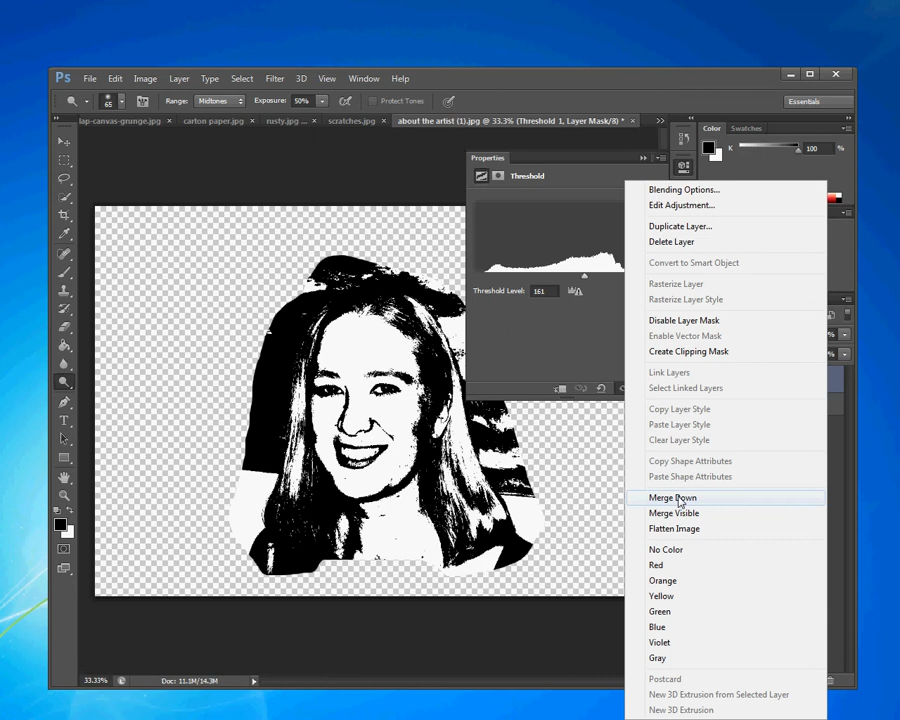 Ps File Edit Image Layer Type Select Filter 3D View Window Help
65 Range: Midtones Exposure: 50% Protect Tones Essentials
lap-canvas-grunge.jpg × carton paper.jpg × rusty.jpg ... × scratches.jpg × about the artist (1).jpg @ 33.3% (Threshold 1, Layer Mask/8) * ×
Color Swatches
K 100 %
Properties
Threshold
Threshold Level: 161
Blending Options...
Edit Adjustment...
Duplicate Layer...
Delete Layer
Convert to Smart Object
Rasterize Layer
Rasterize Layer Style
Disable Layer Mask
Enable Vector Mask
Create Clipping Mask
Link Layers
Select Linked Layers
Copy Layer Style
Paste Layer Style
Clear Layer Style
Copy Shape Attributes
Paste Shape Attributes
Merge Down
Merge Visible
Flatten Image
No Color
Red
Orange
Yellow
Green
Blue
Violet
Gray
Postcard
New 3D Extrusion from Selected Layer
New 3D Extrusion
%
%
33.33% Doc: 11.1M/14.3M